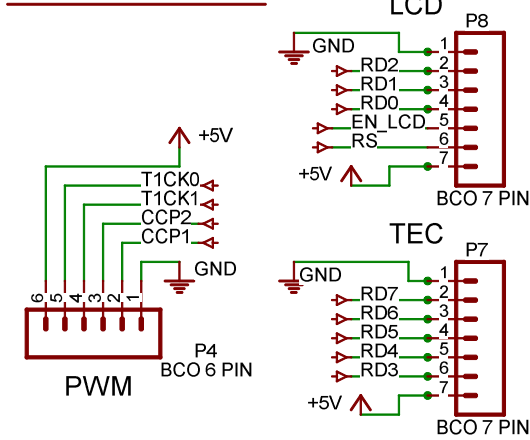 LCD
P8
GND
1
RD2
2
RD1
3
RD0
4
EN_LCD
5
RS
6
+5V
7
BCO 7 PIN
+5V
T1CK0
T1CK1
CCP2
CCP1
GND
6 5 4 3 2 1
P4
BCO 6 PIN
PWM
TEC
P7
GND
1
RD7
2
RD6
3
RD5
4
RD4
5
RD3
6
+5V
7
BCO 7 PIN